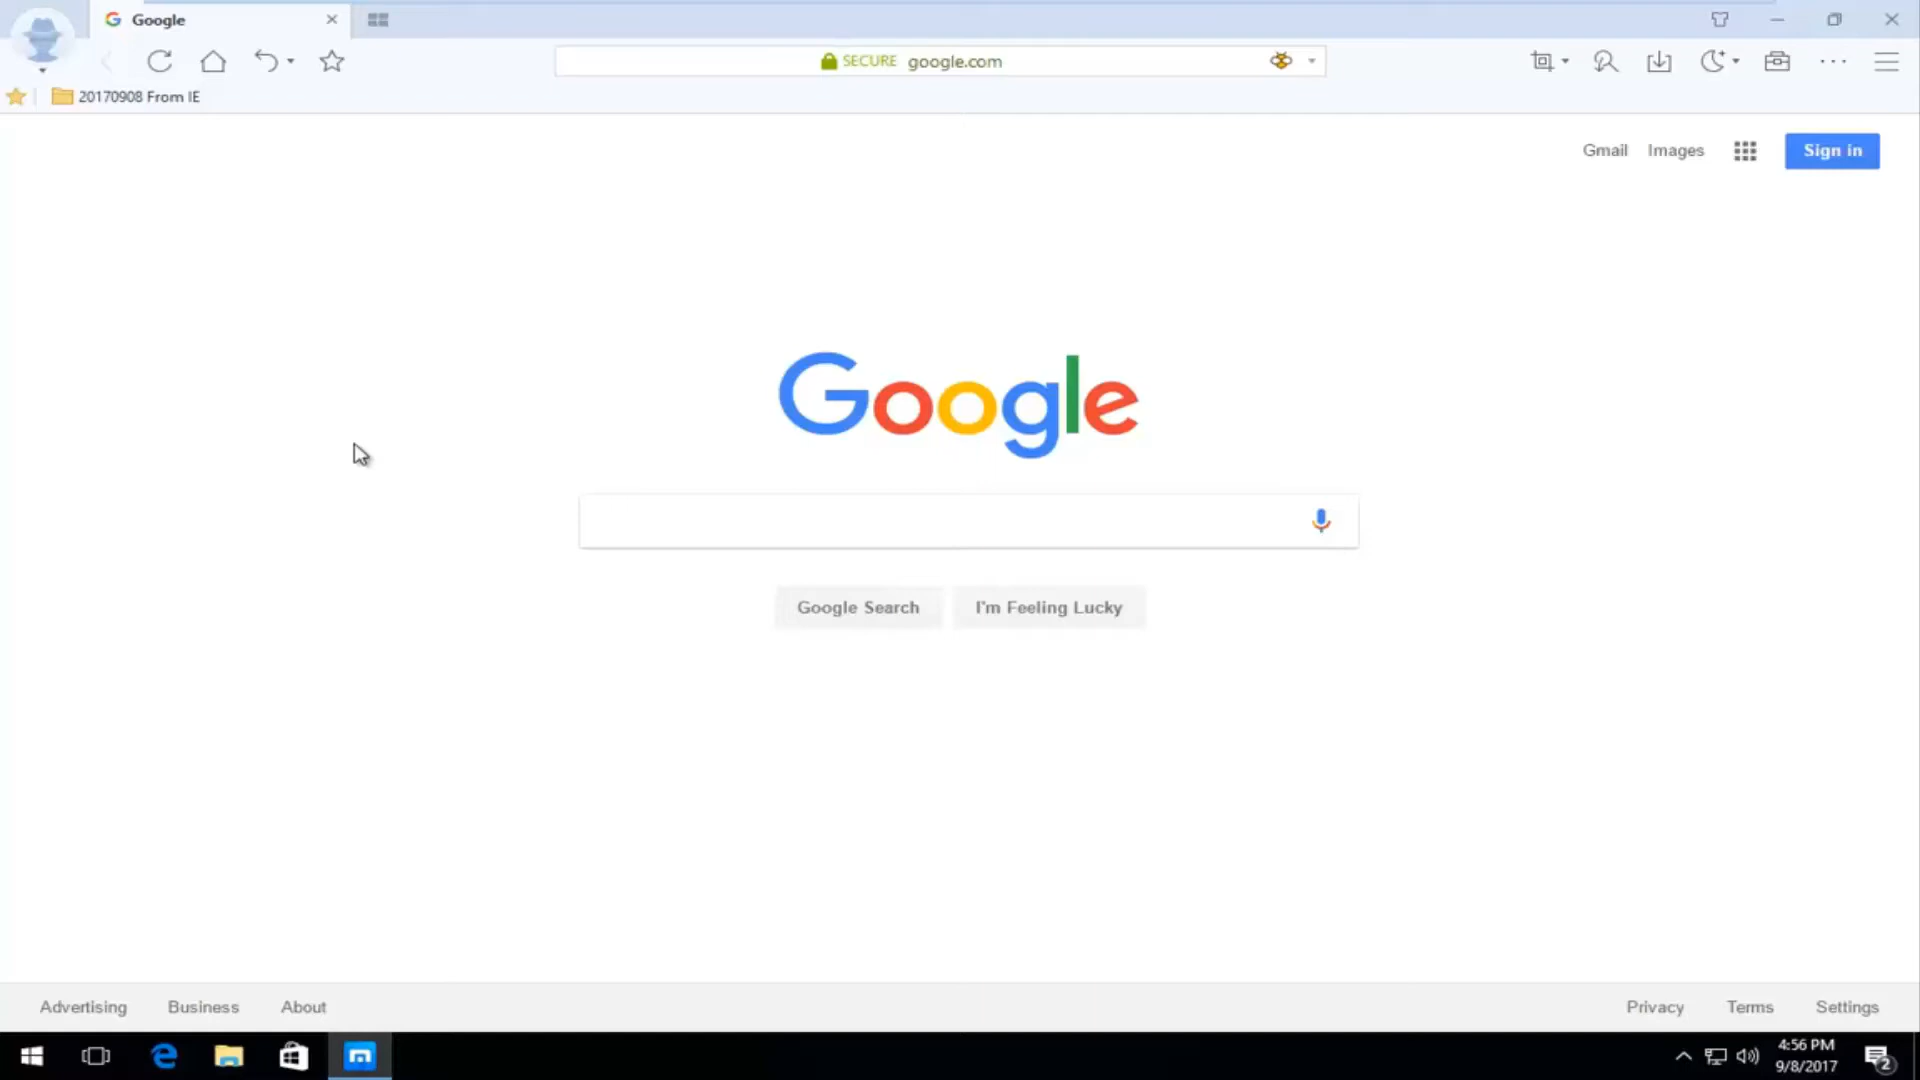 Google
SECURE google.com
20170908 From IE
Gmail Images Sign in
Google
Google Search I'm Feeling Lucky
Advertising Business About Privacy Terms Settings
4:56 PM
9/8/2017
2